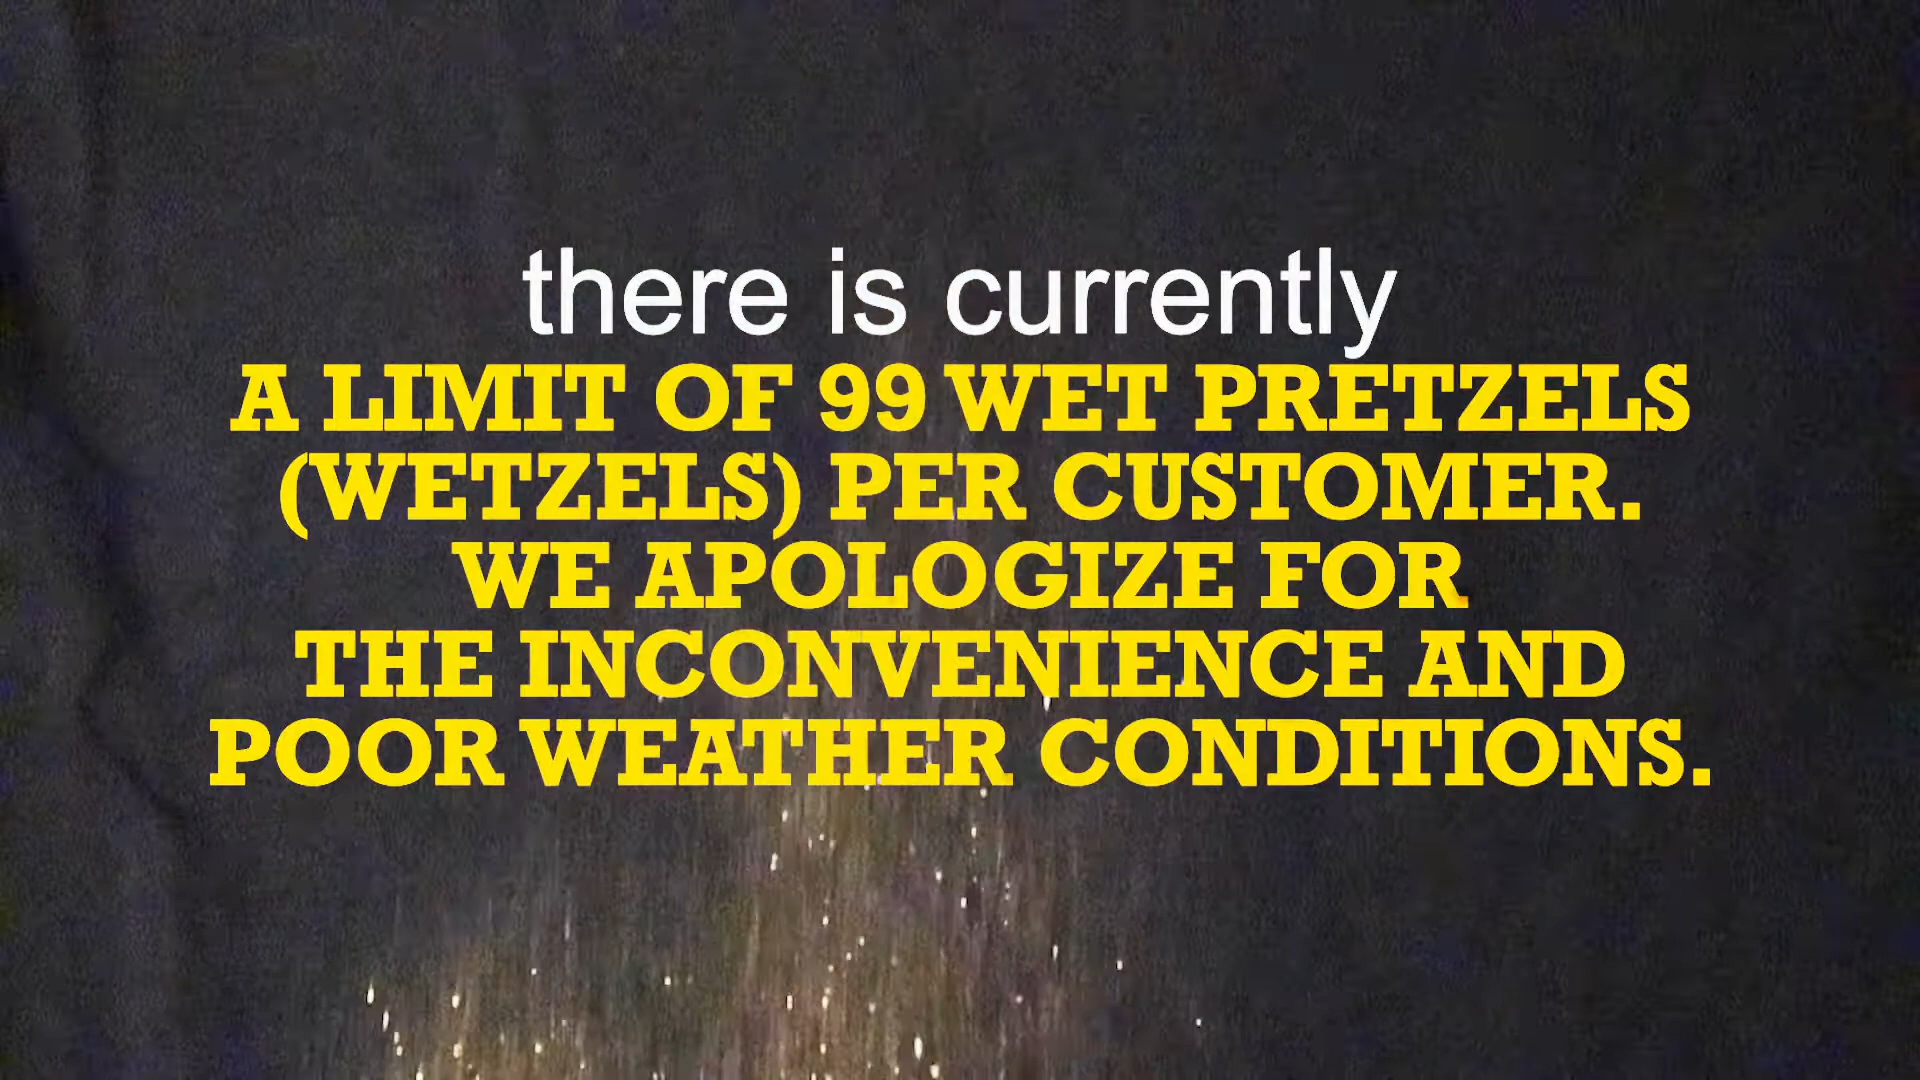 there is currently
A LIMIT OF 99 WET PRETZELS
(WETZELS) PER CUSTOMER.
WE APOLOGIZE FOR
THE INCONVENIENCE AND
POOR WEATHER CONDITIONS.